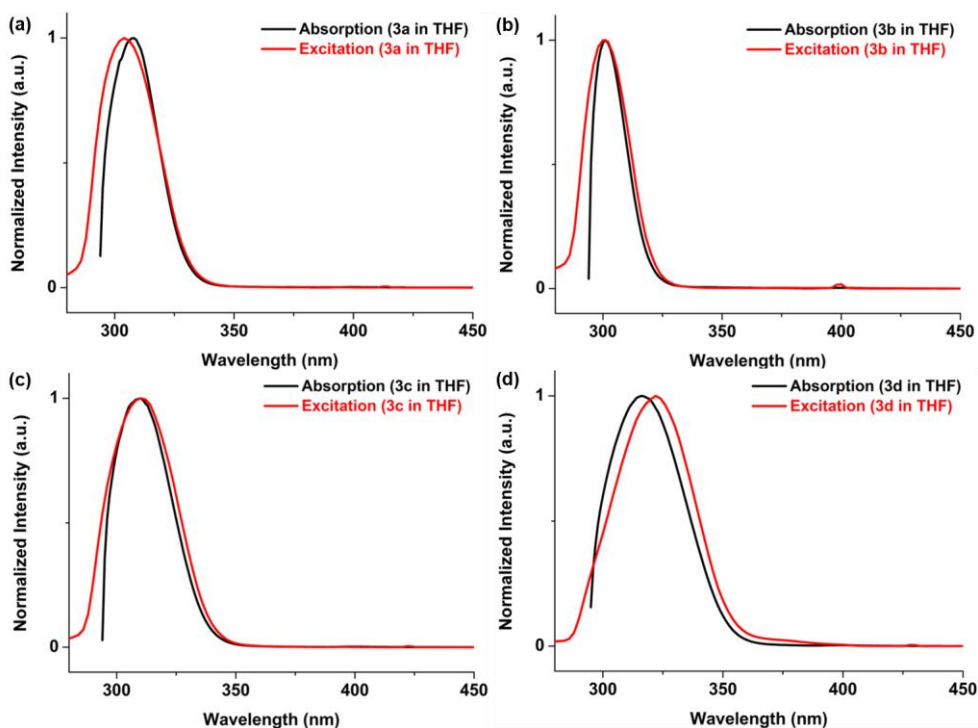 (a)
Absorption (3a in THF)
Excitation (3a in THF)
Normalized Intensity (a.u.)
1
0
300
350
400
450
Wavelength (nm)
(b)
Absorption (3b in THF)
Excitation (3b in THF)
Normalized Intensity (a.u.)
1
0
300
350
400
450
Wavelength (nm)
(c)
Absorption (3c in THF)
Excitation (3c in THF)
Normalized Intensity (a.u.)
1
0
300
350
400
450
Wavelength (nm)
(d)
Absorption (3d in THF)
Excitation (3d in THF)
Normalized Intensity (a.u.)
1
0
300
350
400
450
Wavelength (nm)